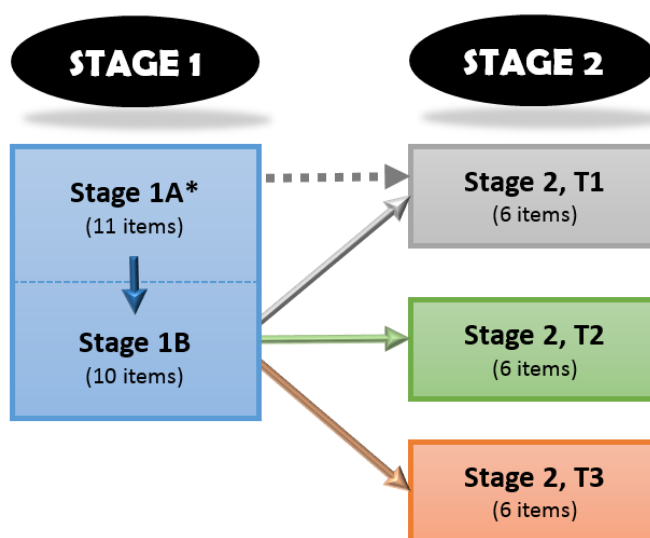 STAGE 1
STAGE 2
Stage 1A*
(11 items)
Stage 1B
(10 items)
Stage 2, T1
(6 items)
Stage 2, T2
(6 items)
Stage 2, T3
(6 items)